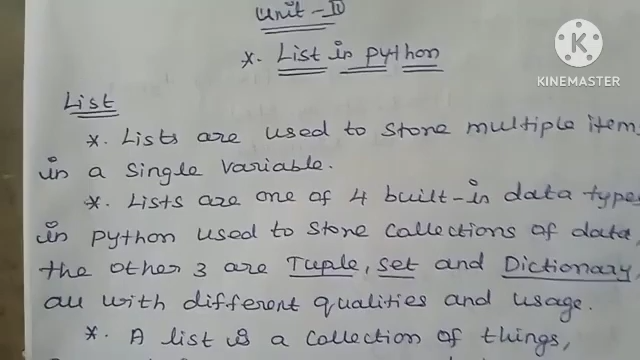 Unit - II
*. List in python
K
KINEMASTER
List
*. Lists are used to store multiple item
in a single variable.
*. Lists are one of 4 built-in data types
in python used to store collections of data,
the other 3 are Tuple, set and Dictionary,
all with different qualities and usage.
*. A list is a collection of things,